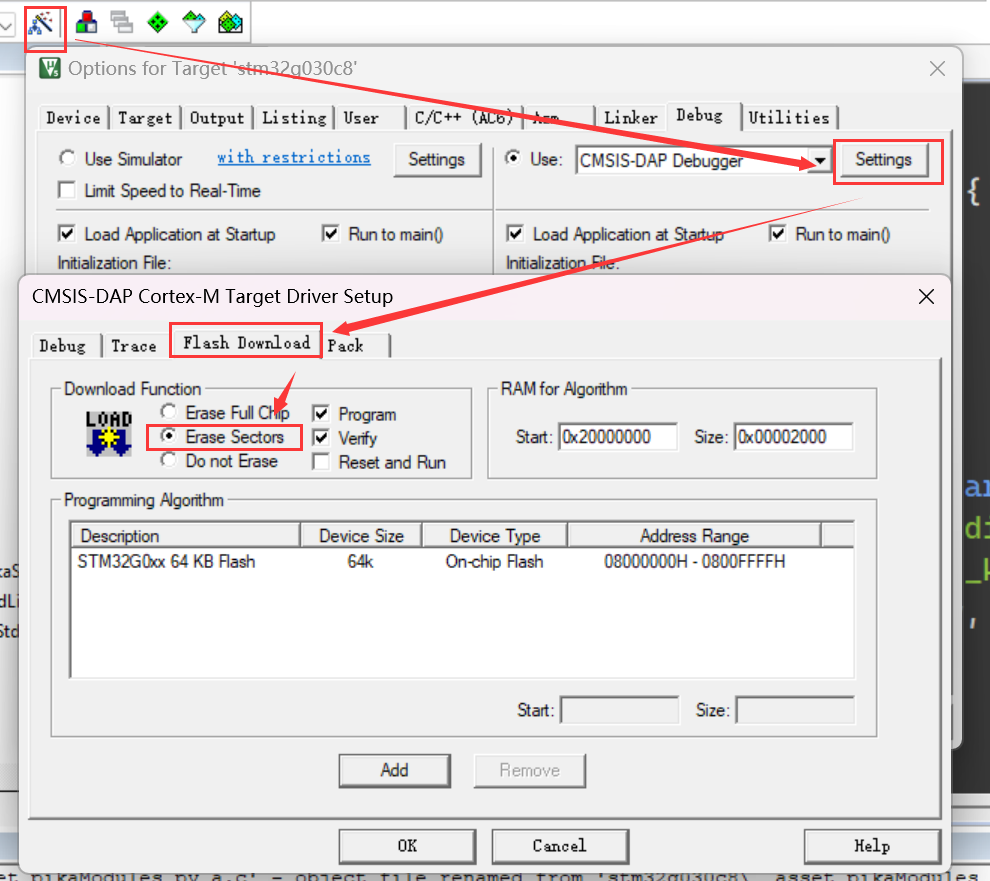 Options for Target 'stm32g030c8'
Device Target Output Listing User C/C++ (AC6) Asm Linker Debug Utilities
Use Simulator with restrictions Settings Use: CMSIS-DAP Debugger Settings
Limit Speed to Real-Time
{
Load Application at Startup Run to main() Load Application at Startup Run to main()
Initialization File: Initialization File:
CMSIS-DAP Cortex-M Target Driver Setup
Debug Trace Flash Download Pack
Download Function RAM for Algorithm
LOAD Erase Full Chip Program
Erase Sectors Verify Start: 0x20000000 Size: 0x00002000
Do not Erase Reset and Run
Programming Algorithm
Description Device Size Device Type Address Range
STM32G0xx 64 KB Flash 64k On-chip Flash 08000000H - 0800FFFFH
Start: Size:
Add Remove
OK Cancel Help
et pikaModules.py.a.c' - object file renamed from 'stm32g030c8\ asset pikaModules